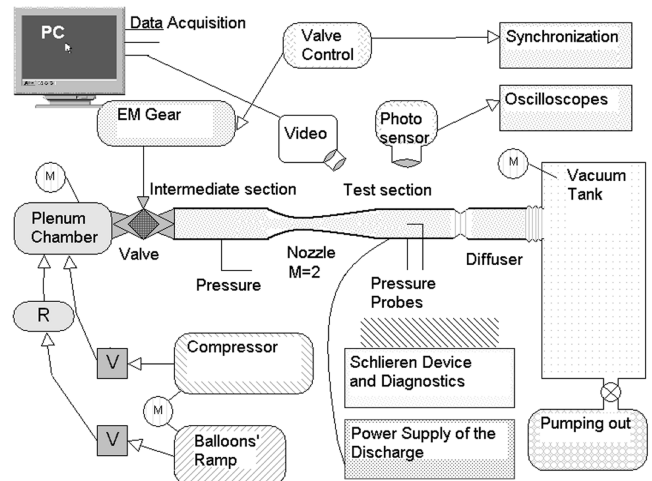 PC
Data Acquisition
Valve
Control
Synchronization
EM Gear
Video
Photo
sensor
Oscilloscopes
M
Intermediate section
Test section
M
Vacuum
Tank
Plenum
Chamber
Valve
Nozzle
M=2
Diffuser
Pressure
Pressure
Probes
R
Compressor
V
Schlieren Device
and Diagnostics
M
V
Balloons'
Ramp
Power Supply of the
Discharge
Pumping out